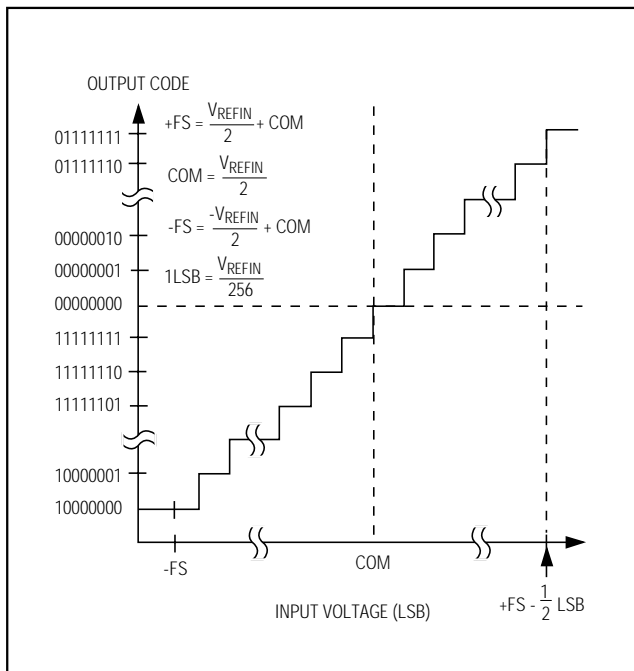 OUTPUT CODE
+FS = V_REFIN/2 + COM
COM = V_REFIN/2
-FS = -V_REFIN/2 + COM
1LSB = V_REFIN/256
01111111
01111110
00000010
00000001
00000000
11111111
11111110
11111101
10000001
10000000
-FS
COM
+FS - 1/2 LSB
INPUT VOLTAGE (LSB)